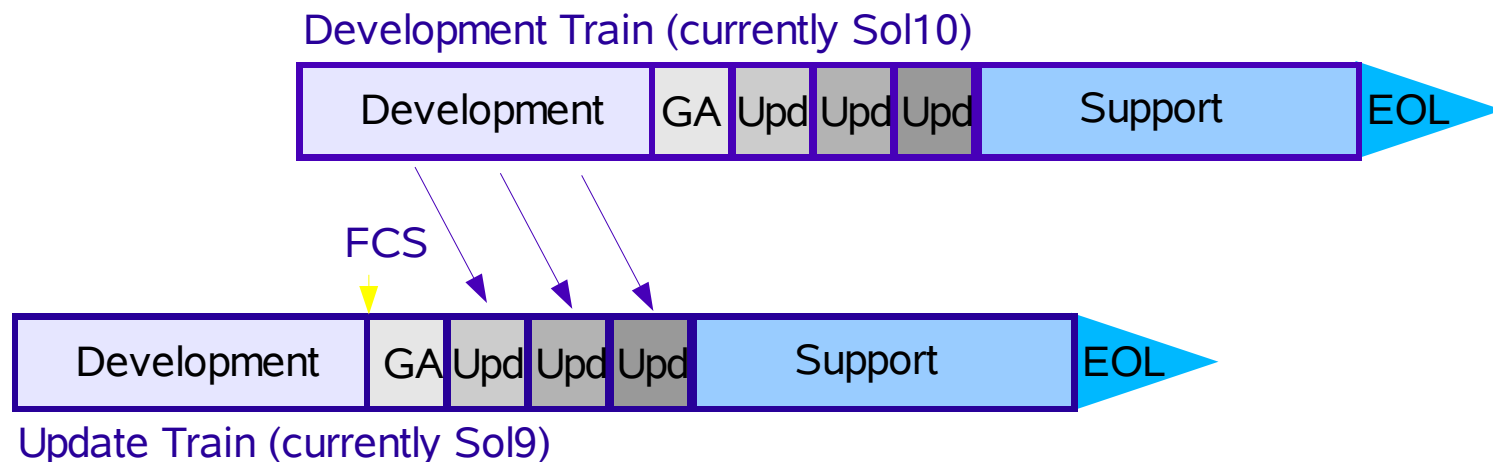 Development Train (currently Sol10)
Development GA Upd Upd Upd Support EOL
FCS
Development GA Upd Upd Upd Support EOL
Update Train (currently Sol9)